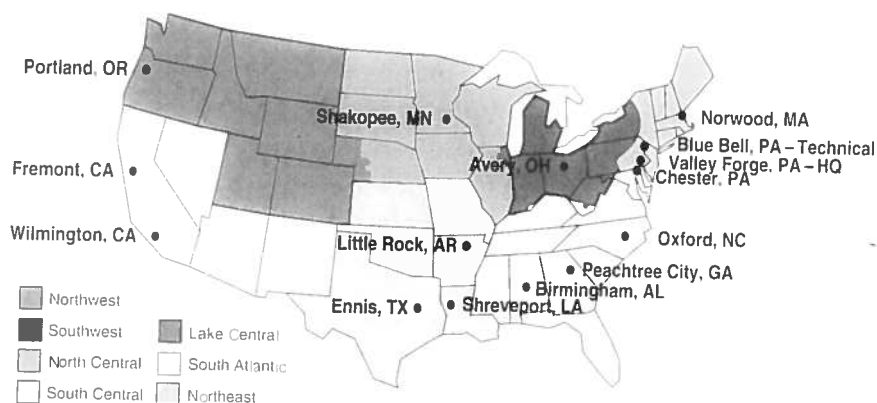 Portland, OR
Shakopee, MN
Norwood, MA
Blue Bell, PA – Technical
Valley Forge, PA – HQ
Chester, PA
Fremont, CA
Avery, OH
Wilmington, CA
Little Rock, AR
Oxford, NC
Peachtree City, GA
Birmingham, AL
Ennis, TX
Shreveport, LA
Northwest
Southwest
Lake Central
North Central
South Atlantic
South Central
Northeast